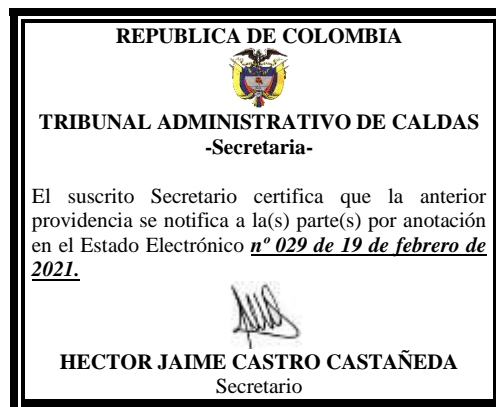 REPUBLICA DE COLOMBIA
TRIBUNAL ADMINISTRATIVO DE CALDAS
-Secretaria-
El suscrito Secretario certifica que la anterior
providencia se notifica a la(s) parte(s) por anotación
en el Estado Electrónico nº 029 de 19 de febrero de
2021.
HECTOR JAIME CASTRO CASTAÑEDA
Secretario